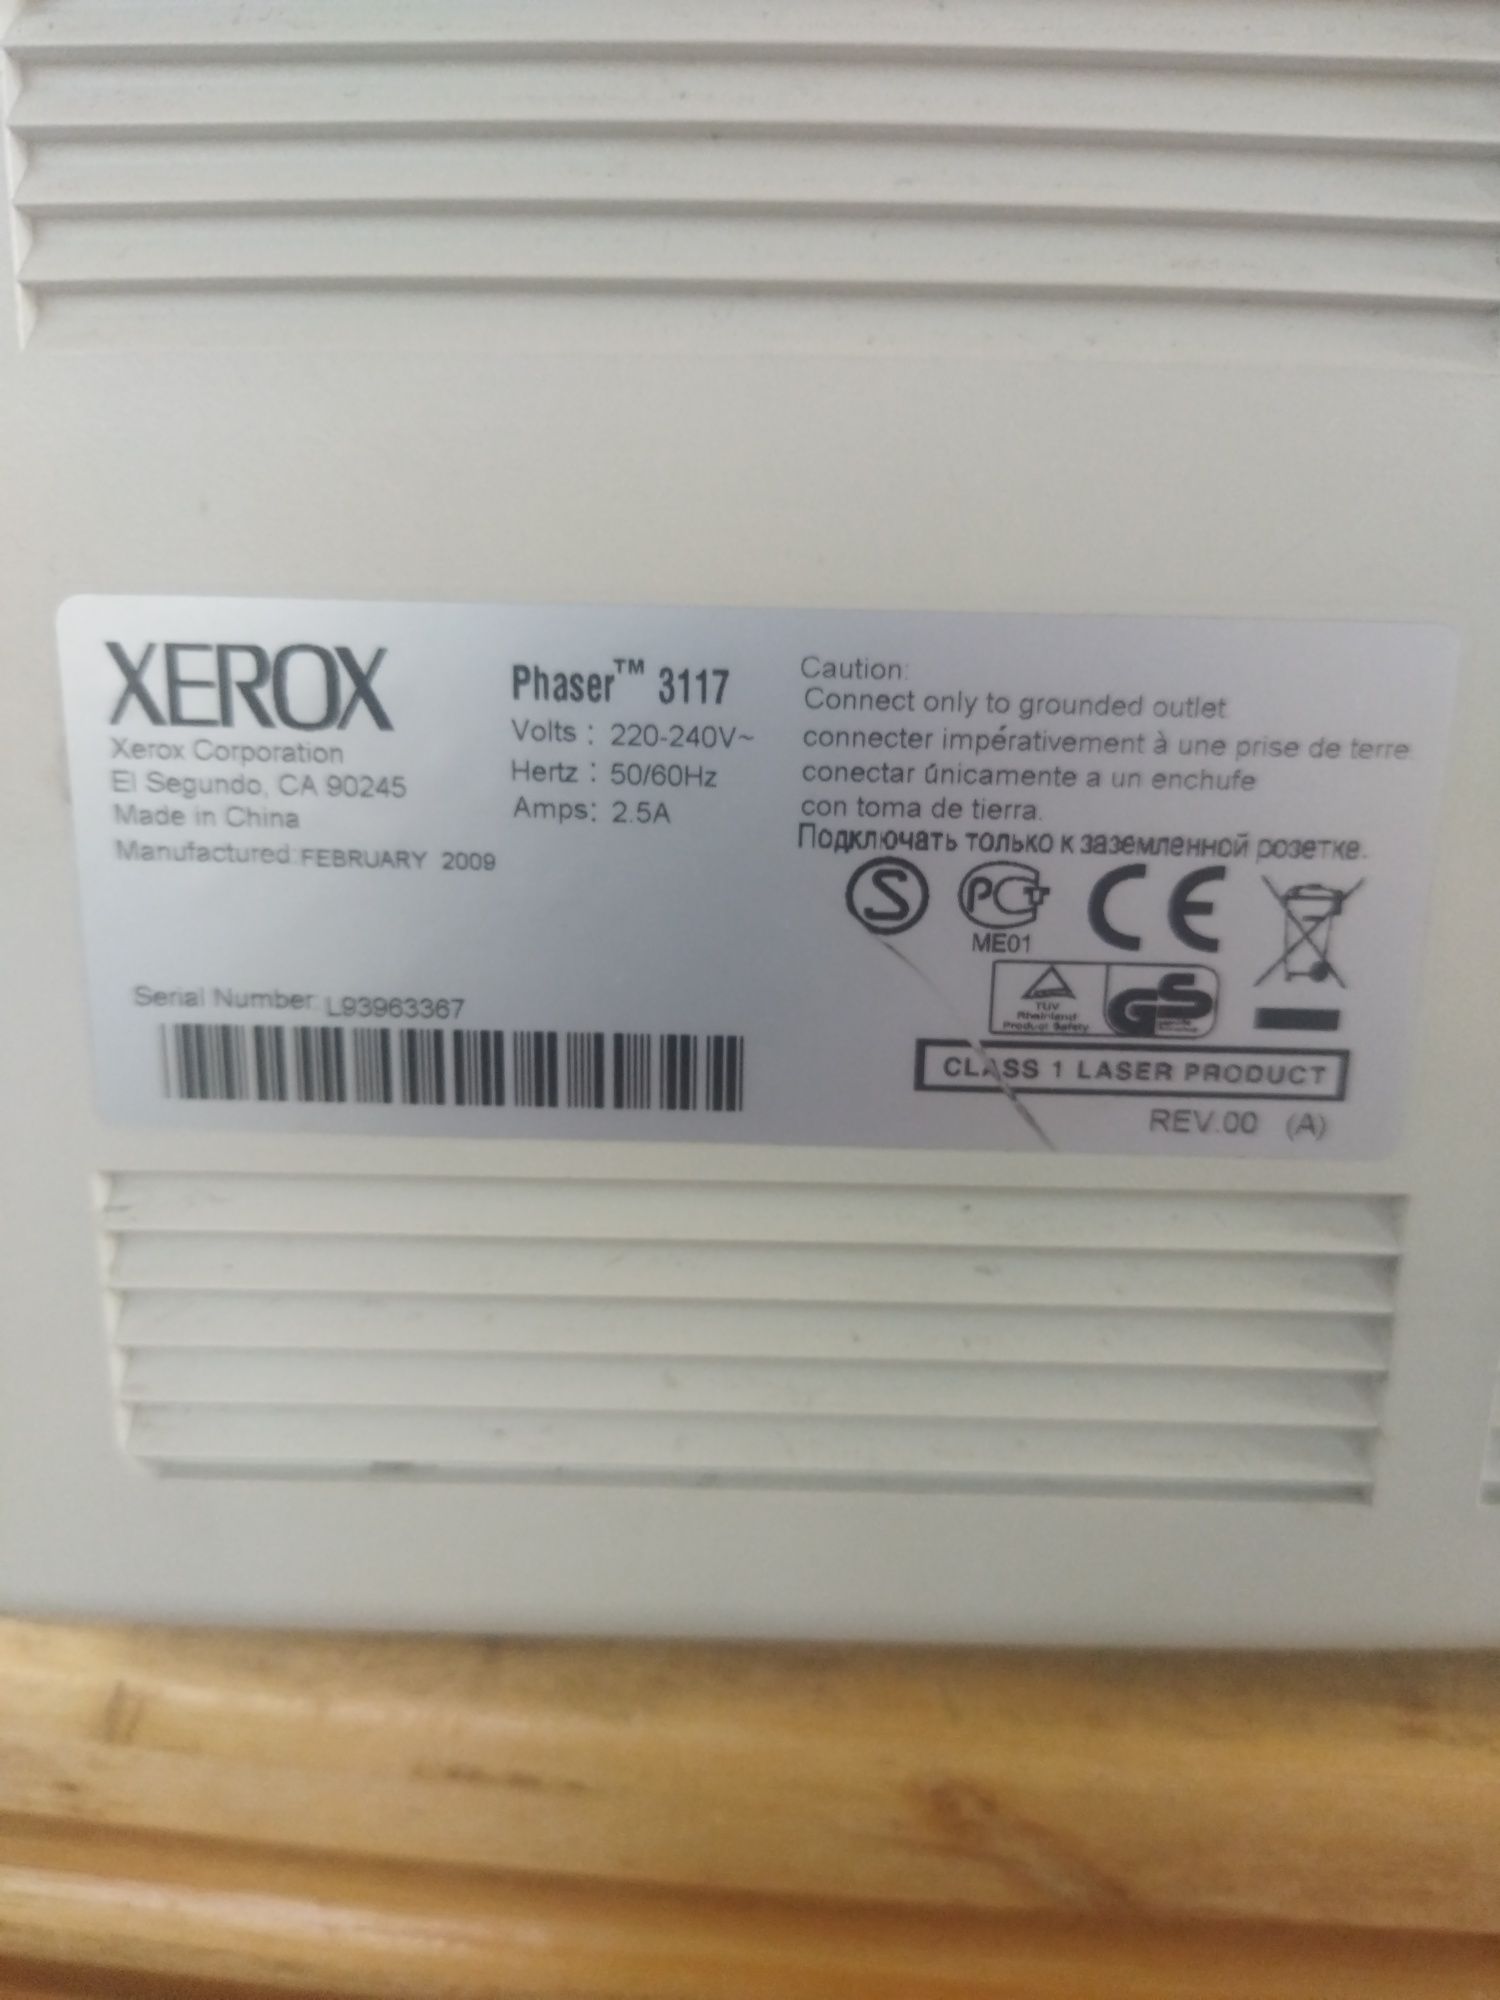 XEROX
Xerox Corporation
El Segundo, CA 90245
Made in China
Manufactured: FEBRUARY 2009
Phaser™ 3117
Volts : 220-240V~
Hertz : 50/60Hz
Amps: 2.5A
Caution:
Connect only to grounded outlet
connecter impérativement à une prise de terre
conectar únicamente a un enchufe
con toma de tierra.
Подключать только к заземленной розетке.
S
РСТ
CE
ME01
TÜV
Rheinland
Product Safety
GS
Serial Number: L93963367
CLASS 1 LASER PRODUCT
REV.00 (A)